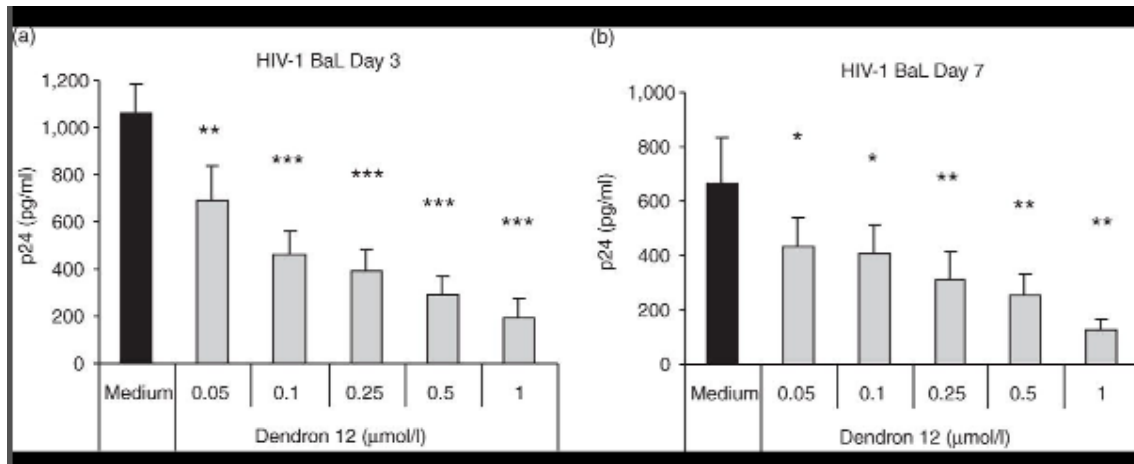 (a)
HIV-1 BaL Day 3
1,200
1,000
800
600
400
200
0
p24 (pg/ml)
**
***
***
***
***
Medium 0.05 0.1 0.25 0.5 1
Dendron 12 (μmol/l)
(b)
HIV-1 BaL Day 7
1,000
800
600
400
200
0
p24 (pg/ml)
*
*
**
**
**
Medium 0.05 0.1 0.25 0.5 1
Dendron 12 (μmol/l)